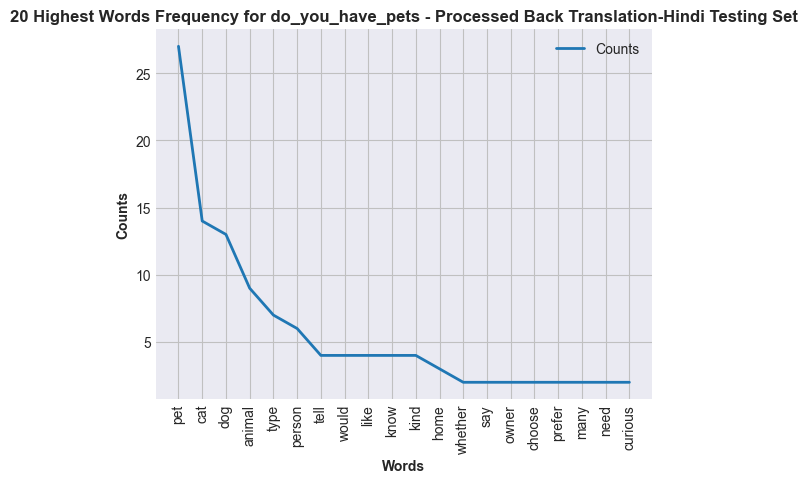 20 Highest Words Frequency for do_you_have_pets - Processed Back Translation-Hindi Testing Set
Counts
25
20
15
10
5
Counts
pet
cat
dog
animal
type
person
tell
would
like
know
kind
home
whether
say
owner
choose
prefer
many
need
curious
Words